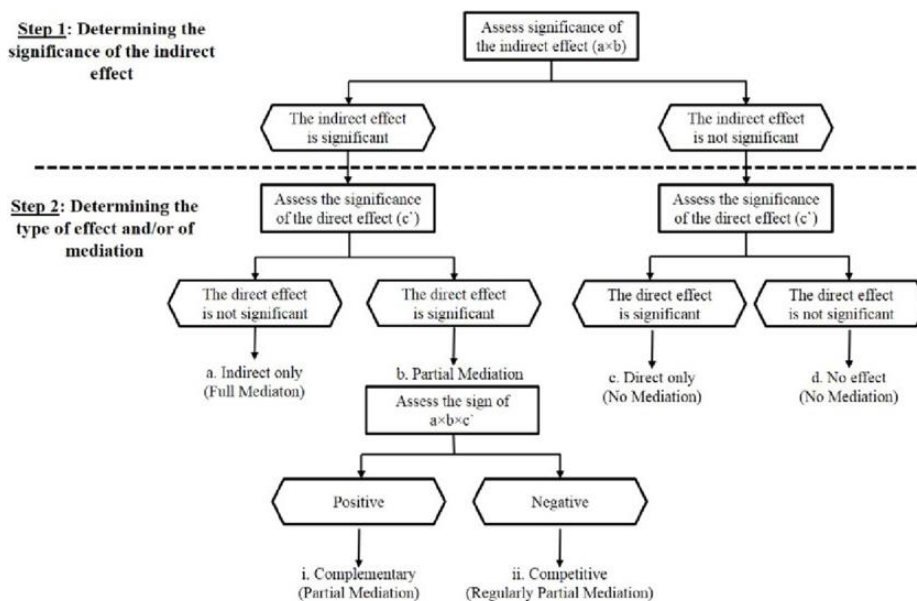 Step 1: Determining the
significance of the indirect
effect
Assess significance of
the indirect effect (a×b)
The indirect effect
is significant
The indirect effect
is not significant
Step 2: Determining the
type of effect and/or of
mediation
Assess the significance
of the direct effect (c`)
Assess the significance
of the direct effect (c`)
The direct effect
is not significant
The direct effect
is significant
The direct effect
is significant
The direct effect
is not significant
a. Indirect only
(Full Mediaton)
b. Partial Mediation
c. Direct only
(No Mediation)
d. No effect
(No Mediation)
Assess the sign of
a×b×c`
Positive
Negative
i. Complementary
(Partial Mediation)
ii. Competitive
(Regularly Partial Mediation)